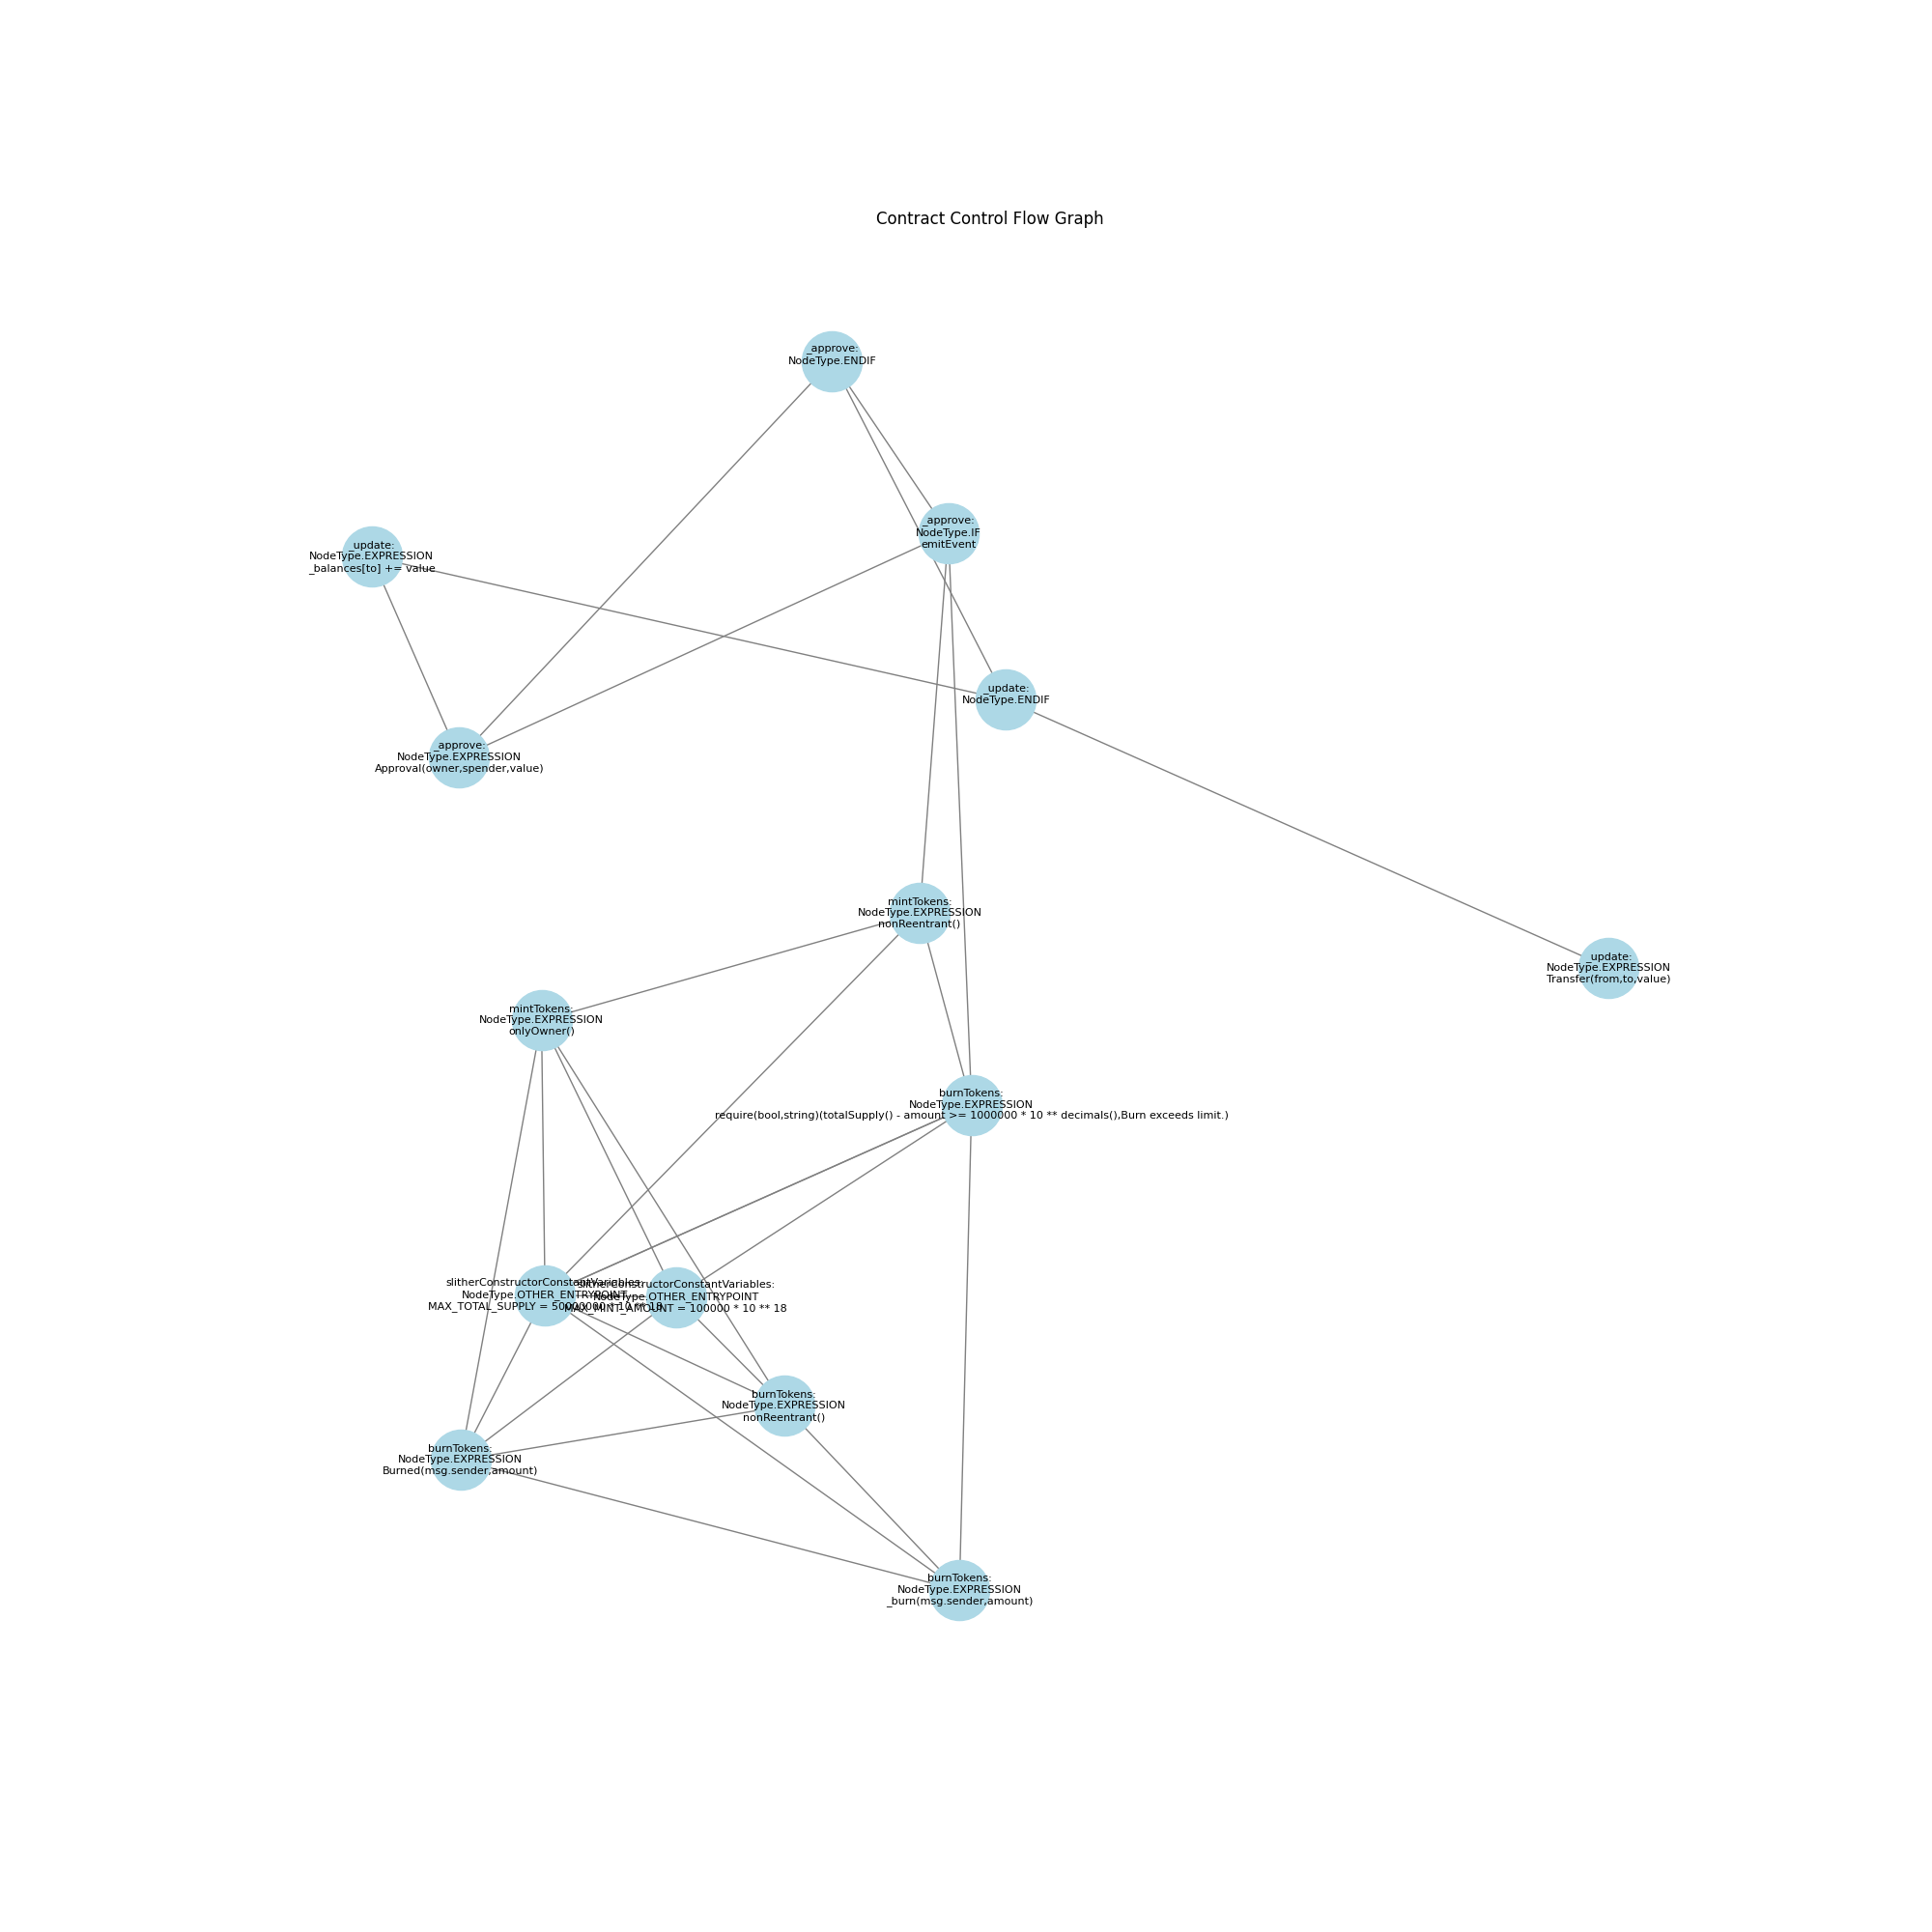 Contract Control Flow Graph
_approve:
NodeType.ENDIF
_approve:
NodeType.IF
emitEvent
_update:
NodeType.EXPRESSION
_balances[to] += value
_update:
NodeType.ENDIF
_approve:
NodeType.EXPRESSION
Approval(owner,spender,value)
mintTokens:
NodeType.EXPRESSION
nonReentrant()
_update:
NodeType.EXPRESSION
Transfer(from,to,value)
mintTokens:
NodeType.EXPRESSION
onlyOwner()
burnTokens:
NodeType.EXPRESSION
require(bool,string)(totalSupply() - amount >= 1000000 * 10 ** decimals(),Burn exceeds limit.)
slitherConstructorConstantVariables:
NodeType.OTHER_ENTRYPOINT
MAX_TOTAL_SUPPLY = 50000000 * 10 ** 18
slitherConstructorConstantVariables:
NodeType.OTHER_ENTRYPOINT
MAX_MINT_AMOUNT = 100000 * 10 ** 18
burnTokens:
NodeType.EXPRESSION
nonReentrant()
burnTokens:
NodeType.EXPRESSION
Burned(msg.sender,amount)
burnTokens:
NodeType.EXPRESSION
_burn(msg.sender,amount)